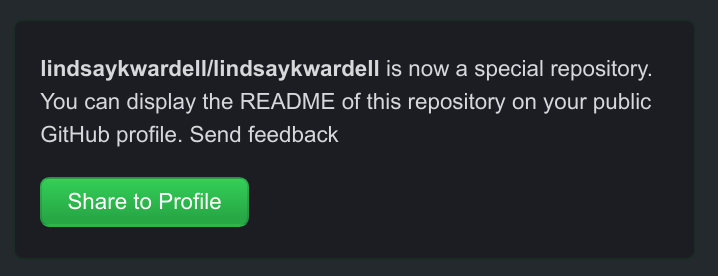 lindsaykwardell/lindsaykwardell is now a special repository.
You can display the README of this repository on your public
GitHub profile. Send feedback
Share to Profile